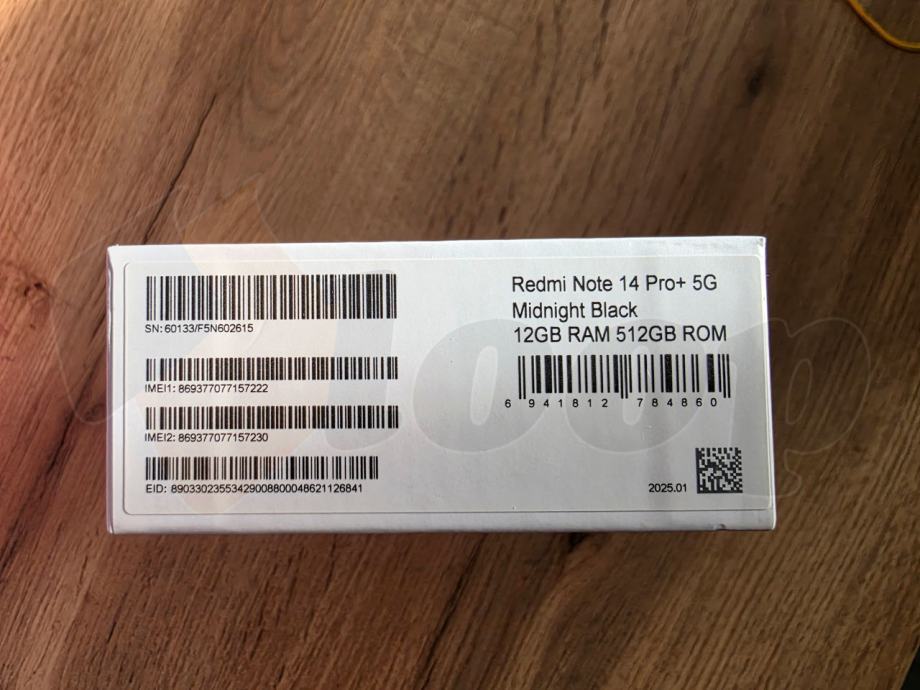 SN: 60133/F5N602615
IMEI1: 869377077157222
IMEI2: 869377077157230
EID: 89033023553429008800048621126841
Redmi Note 14 Pro+ 5G
Midnight Black
12GB RAM 512GB ROM
6 941812 784860
2025.01
loop